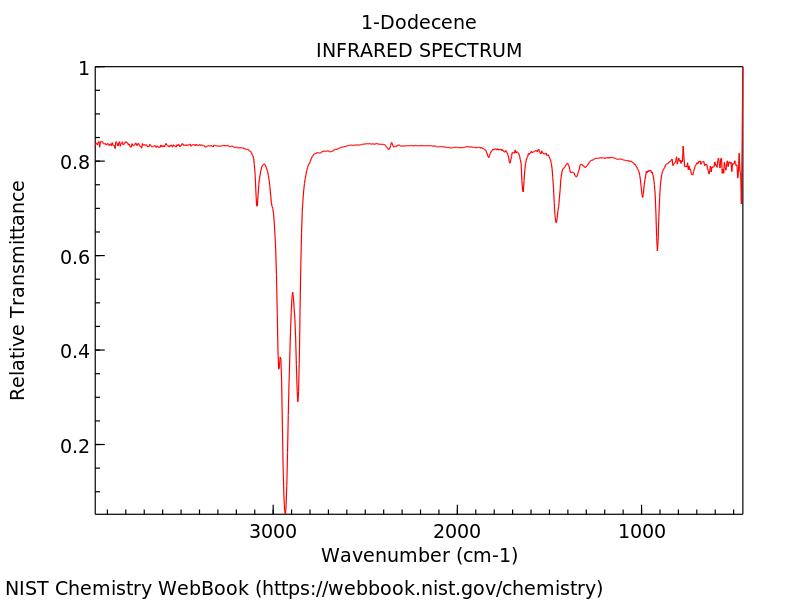 1-Dodecene
INFRARED SPECTRUM
1
0.8
0.6
0.4
0.2
Relative Transmittance
3000
2000
1000
Wavenumber (cm-1)
NIST Chemistry WebBook (https://webbook.nist.gov/chemistry)